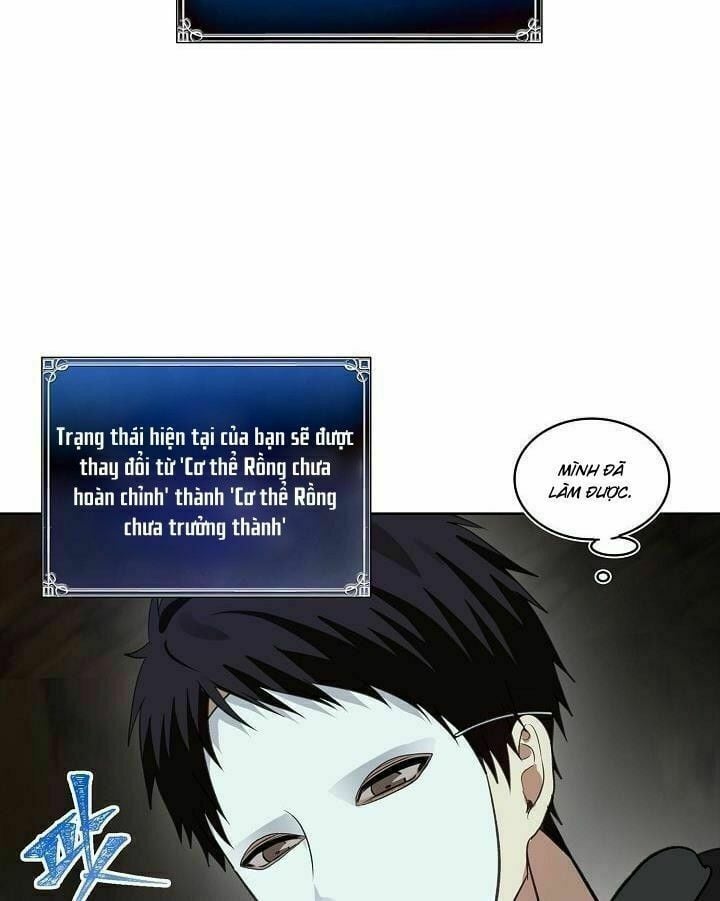 Trạng thái hiện tại của bạn sẽ được
thay đổi từ 'Cơ thể Rồng chưa
hoàn chỉnh' thành 'Cơ thể Rồng
chưa trưởng thành'
MÌNH ĐÃ
LÀM ĐƯỢC.